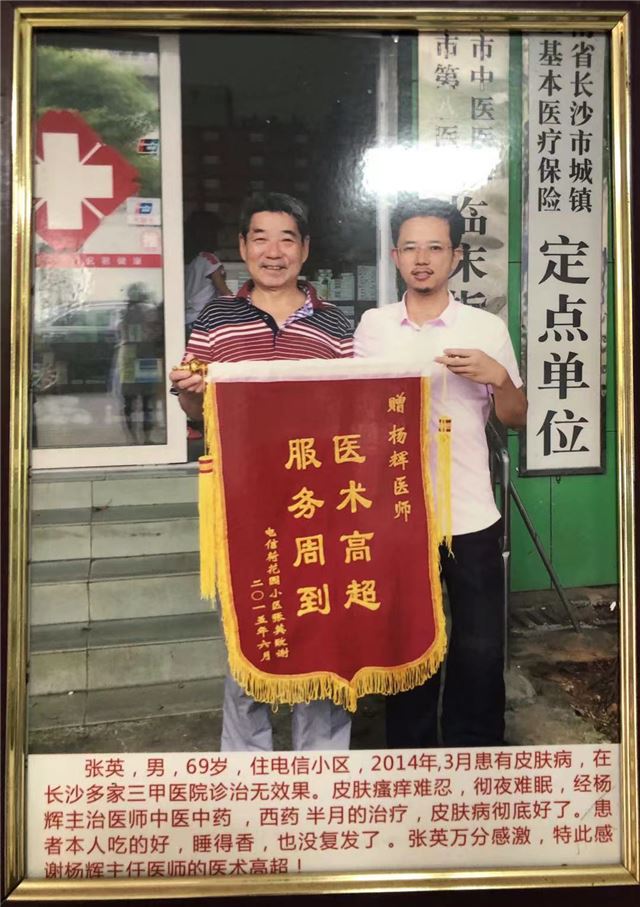 南省长沙市城镇
基本医疗保险
定点单位
市中医医
市第
临床
赠 杨辉医师
医术高超
服务周到
电信荷花园小区张英敬谢
二〇一五年六月
张英，男，69岁，住电信小区，2014年,3月患有皮肤病，在
长沙多家三甲医院诊治无效果。皮肤瘙痒难忍，彻夜难眠，经杨
辉主治医师中医中药 ，西药 半月的治疗，皮肤病彻底好了。患
者本人吃的好，睡得香，也没复发了 。张英万分感激，特此感
谢杨辉主任医师的医术高超！